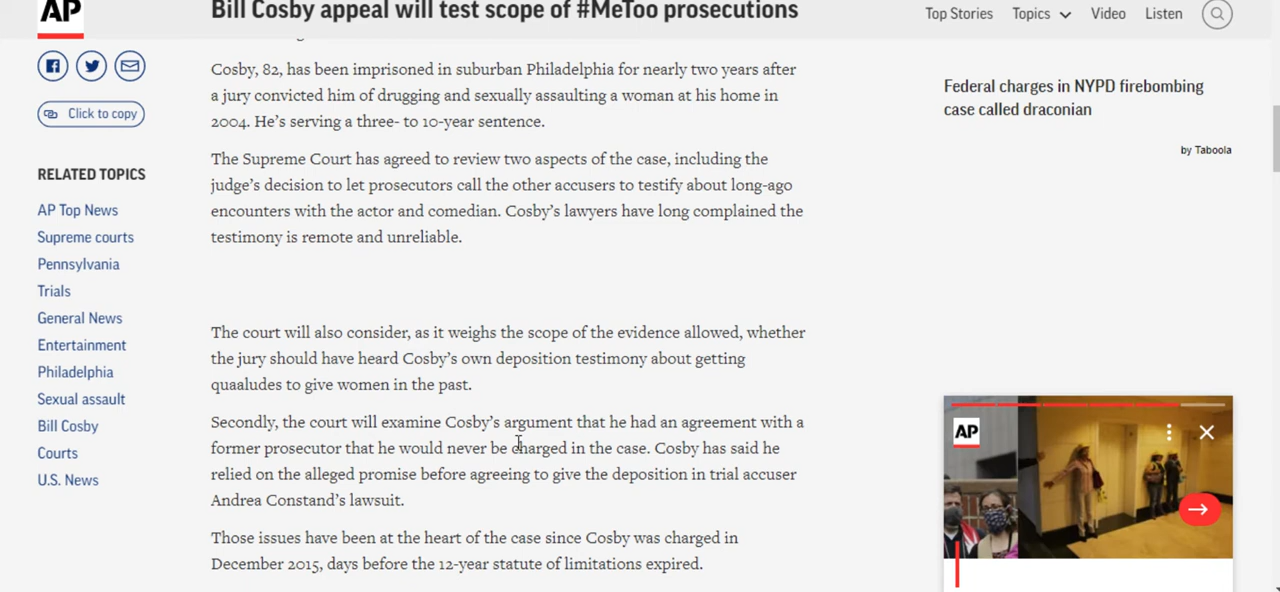 AP
Bill Cosby appeal will test scope of #MeToo prosecutions
Top Stories Topics Video Listen
Click to copy
RELATED TOPICS
AP Top News
Supreme courts
Pennsylvania
Trials
General News
Entertainment
Philadelphia
Sexual assault
Bill Cosby
Courts
U.S. News
Cosby, 82, has been imprisoned in suburban Philadelphia for nearly two years after
a jury convicted him of drugging and sexually assaulting a woman at his home in
2004. He’s serving a three- to 10-year sentence.
The Supreme Court has agreed to review two aspects of the case, including the
judge’s decision to let prosecutors call the other accusers to testify about long-ago
encounters with the actor and comedian. Cosby’s lawyers have long complained the
testimony is remote and unreliable.
The court will also consider, as it weighs the scope of the evidence allowed, whether
the jury should have heard Cosby’s own deposition testimony about getting
quaaludes to give women in the past.
Secondly, the court will examine Cosby’s argument that he had an agreement with a
former prosecutor that he would never be charged in the case. Cosby has said he
relied on the alleged promise before agreeing to give the deposition in trial accuser
Andrea Constand’s lawsuit.
Those issues have been at the heart of the case since Cosby was charged in
December 2015, days before the 12-year statute of limitations expired.
Federal charges in NYPD firebombing
case called draconian
by Taboola
AP